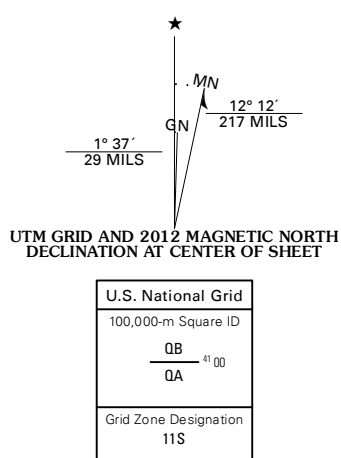 ★
MN
GN
12° 12´
217 MILS
1° 37´
29 MILS
UTM GRID AND 2012 MAGNETIC NORTH
DECLINATION AT CENTER OF SHEET
U.S. National Grid
100,000-m Square ID
QB
41 00
QA
Grid Zone Designation
11S